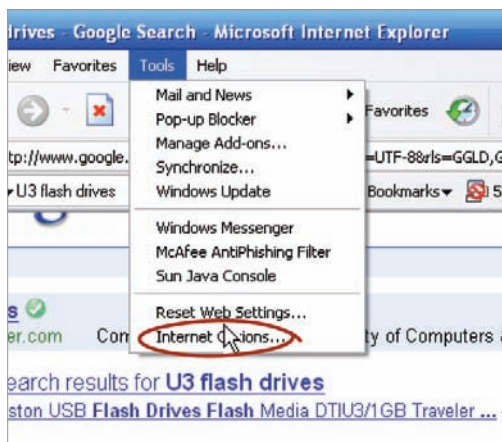 drives - Google Search - Microsoft Internet Explorer
iew Favorites Tools Help
Mail and News
Pop-up Blocker
Manage Add-ons...
Synchronize...
Windows Update
Windows Messenger
McAfee AntiPhishing Filter
Sun Java Console
Reset Web Settings...
Internet Options...
Favorites
tp://www.google. =UTF-8&rls=GGLD,G
U3 flash drives Bookmarks 5
s
er.com Com ty of Computers a
earch results for U3 flash drives
ston USB Flash Drives Flash Media DTIU3/1GB Traveler ...